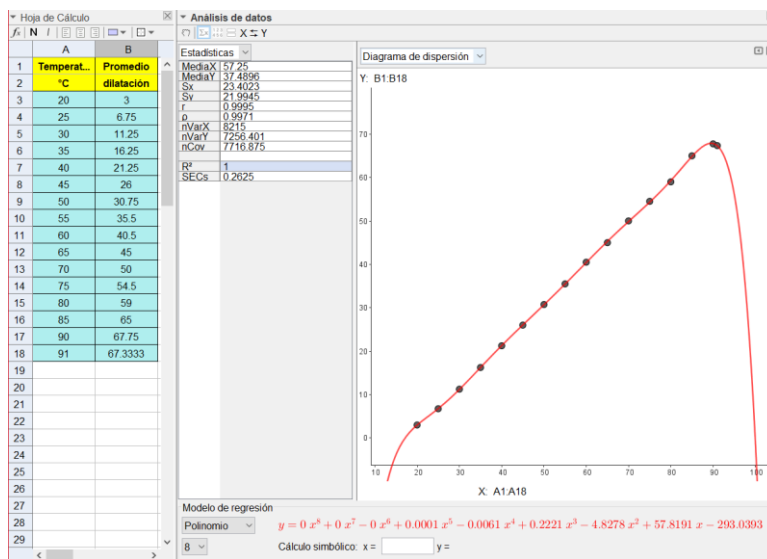 Hoja de Cálculo
Análisis de datos
fx N I
Σx X ⇆ Y
A B
1 Temperat... Promedio
2 °C dilatación
3 20 3
4 25 6.75
5 30 11.25
6 35 16.25
7 40 21.25
8 45 26
9 50 30.75
10 55 35.5
11 60 40.5
12 65 45
13 70 50
14 75 54.5
15 80 59
16 85 65
17 90 67.75
18 91 67.3333
19
20
21
22
23
24
25
26
27
28
29
Estadísticas
MediaX 57.25
MediaY 37.4896
Sx 23.4023
Sy 21.9945
r 0.9995
ρ 0.9971
nVarX 8215
nVarY 7256.401
nCov 7716.875
R² 1
SECs 0.2625
Diagrama de dispersión
Y: B1:B18
70
60
50
40
30
20
10
0
10 20 30 40 50 60 70 80 90 100
X: A1:A18
Modelo de regresión
Polinomio
8
y = 0 x⁸ + 0 x⁷ − 0 x⁶ + 0.0001 x⁵ − 0.0061 x⁴ + 0.2221 x³ − 4.8278 x² + 57.8191 x − 293.0393
Cálculo simbólico: x = y =